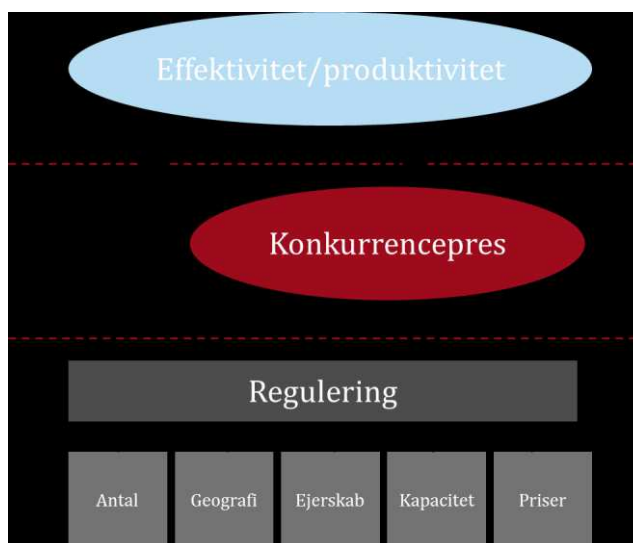 Effektivitet/produktivitet
Konkurrencepres
Regulering
Antal
Geografi
Ejerskab
Kapacitet
Priser